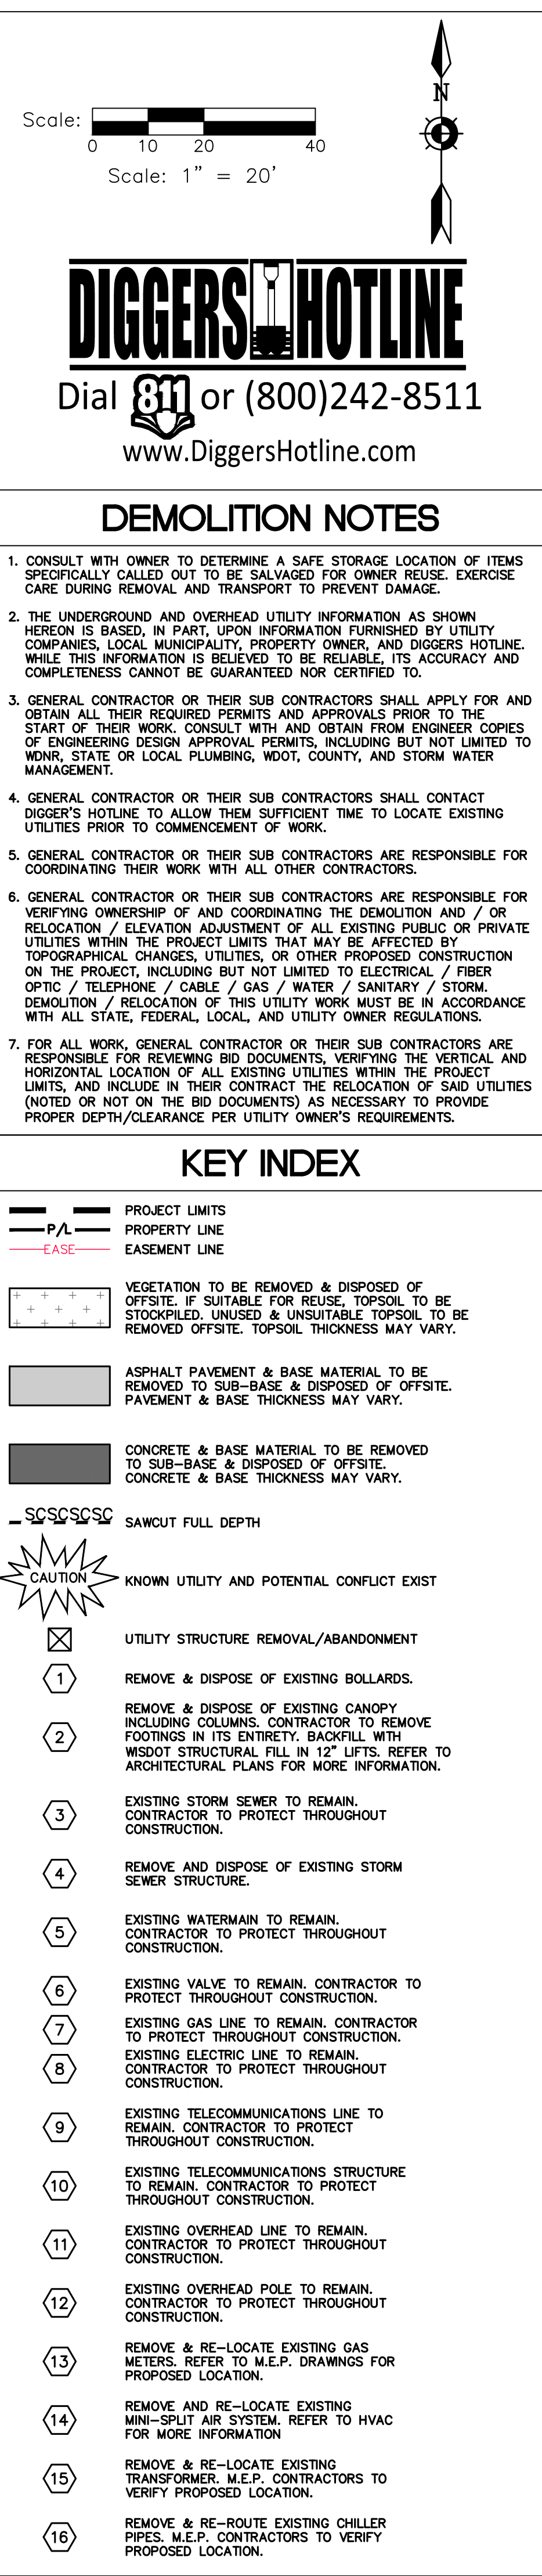 N
Scale:
0 10 20 40
Scale: 1" = 20'
DIGGERS HOTLINE
Dial 811 or (800)242-8511
www.DiggersHotline.com
DEMOLITION NOTES
1. CONSULT WITH OWNER TO DETERMINE A SAFE STORAGE LOCATION OF ITEMS
SPECIFICALLY CALLED OUT TO BE SALVAGED FOR OWNER REUSE. EXERCISE
CARE DURING REMOVAL AND TRANSPORT TO PREVENT DAMAGE.
2. THE UNDERGROUND AND OVERHEAD UTILITY INFORMATION AS SHOWN
HEREON IS BASED, IN PART, UPON INFORMATION FURNISHED BY UTILITY
COMPANIES, LOCAL MUNICIPALITY, PROPERTY OWNER, AND DIGGERS HOTLINE.
WHILE THIS INFORMATION IS BELIEVED TO BE RELIABLE, ITS ACCURACY AND
COMPLETENESS CANNOT BE GUARANTEED NOR CERTIFIED TO.
3. GENERAL CONTRACTOR OR THEIR SUB CONTRACTORS SHALL APPLY FOR AND
OBTAIN ALL THEIR REQUIRED PERMITS AND APPROVALS PRIOR TO THE
START OF THEIR WORK. CONSULT WITH AND OBTAIN FROM ENGINEER COPIES
OF ENGINEERING DESIGN APPROVAL PERMITS, INCLUDING BUT NOT LIMITED TO
WDNR, STATE OR LOCAL PLUMBING, WDOT, COUNTY, AND STORM WATER
MANAGEMENT.
4. GENERAL CONTRACTOR OR THEIR SUB CONTRACTORS SHALL CONTACT
DIGGER'S HOTLINE TO ALLOW THEM SUFFICIENT TIME TO LOCATE EXISTING
UTILITIES PRIOR TO COMMENCEMENT OF WORK.
5. GENERAL CONTRACTOR OR THEIR SUB CONTRACTORS ARE RESPONSIBLE FOR
COORDINATING THEIR WORK WITH ALL OTHER CONTRACTORS.
6. GENERAL CONTRACTOR OR THEIR SUB CONTRACTORS ARE RESPONSIBLE FOR
VERIFYING OWNERSHIP OF AND COORDINATING THE DEMOLITION AND / OR
RELOCATION / ELEVATION ADJUSTMENT OF ALL EXISTING PUBLIC OR PRIVATE
UTILITIES WITHIN THE PROJECT LIMITS THAT MAY BE AFFECTED BY
TOPOGRAPHICAL CHANGES, UTILITIES, OR OTHER PROPOSED CONSTRUCTION
ON THE PROJECT, INCLUDING BUT NOT LIMITED TO ELECTRICAL / FIBER
OPTIC / TELEPHONE / CABLE / GAS / WATER / SANITARY / STORM.
DEMOLITION / RELOCATION OF THIS UTILITY WORK MUST BE IN ACCORDANCE
WITH ALL STATE, FEDERAL, LOCAL, AND UTILITY OWNER REGULATIONS.
7. FOR ALL WORK, GENERAL CONTRACTOR OR THEIR SUB CONTRACTORS ARE
RESPONSIBLE FOR REVIEWING BID DOCUMENTS, VERIFYING THE VERTICAL AND
HORIZONTAL LOCATION OF ALL EXISTING UTILITIES WITHIN THE PROJECT
LIMITS, AND INCLUDE IN THEIR CONTRACT THE RELOCATION OF SAID UTILITIES
(NOTED OR NOT ON THE BID DOCUMENTS) AS NECESSARY TO PROVIDE
PROPER DEPTH/CLEARANCE PER UTILITY OWNER'S REQUIREMENTS.
KEY INDEX
PROJECT LIMITS
P/L PROPERTY LINE
EASE EASEMENT LINE
VEGETATION TO BE REMOVED & DISPOSED OF
OFFSITE. IF SUITABLE FOR REUSE, TOPSOIL TO BE
STOCKPILED. UNUSED & UNSUITABLE TOPSOIL TO BE
REMOVED OFFSITE. TOPSOIL THICKNESS MAY VARY.
ASPHALT PAVEMENT & BASE MATERIAL TO BE
REMOVED TO SUB-BASE & DISPOSED OF OFFSITE.
PAVEMENT & BASE THICKNESS MAY VARY.
CONCRETE & BASE MATERIAL TO BE REMOVED
TO SUB-BASE & DISPOSED OF OFFSITE.
CONCRETE & BASE THICKNESS MAY VARY.
SCSCSCSC SAWCUT FULL DEPTH
CAUTION KNOWN UTILITY AND POTENTIAL CONFLICT EXIST
UTILITY STRUCTURE REMOVAL/ABANDONMENT
1 REMOVE & DISPOSE OF EXISTING BOLLARDS.
2 REMOVE & DISPOSE OF EXISTING CANOPY
INCLUDING COLUMNS. CONTRACTOR TO REMOVE
FOOTINGS IN ITS ENTIRETY. BACKFILL WITH
WISDOT STRUCTURAL FILL IN 12" LIFTS. REFER TO
ARCHITECTURAL PLANS FOR MORE INFORMATION.
3 EXISTING STORM SEWER TO REMAIN.
CONTRACTOR TO PROTECT THROUGHOUT
CONSTRUCTION.
4 REMOVE AND DISPOSE OF EXISTING STORM
SEWER STRUCTURE.
5 EXISTING WATERMAIN TO REMAIN.
CONTRACTOR TO PROTECT THROUGHOUT
CONSTRUCTION.
6 EXISTING VALVE TO REMAIN. CONTRACTOR TO
PROTECT THROUGHOUT CONSTRUCTION.
7 EXISTING GAS LINE TO REMAIN. CONTRACTOR
TO PROTECT THROUGHOUT CONSTRUCTION.
8 EXISTING ELECTRIC LINE TO REMAIN.
CONTRACTOR TO PROTECT THROUGHOUT
CONSTRUCTION.
9 EXISTING TELECOMMUNICATIONS LINE TO
REMAIN. CONTRACTOR TO PROTECT
THROUGHOUT CONSTRUCTION.
10 EXISTING TELECOMMUNICATIONS STRUCTURE
TO REMAIN. CONTRACTOR TO PROTECT
THROUGHOUT CONSTRUCTION.
11 EXISTING OVERHEAD LINE TO REMAIN.
CONTRACTOR TO PROTECT THROUGHOUT
CONSTRUCTION.
12 EXISTING OVERHEAD POLE TO REMAIN.
CONTRACTOR TO PROTECT THROUGHOUT
CONSTRUCTION.
13 REMOVE & RE-LOCATE EXISTING GAS
METERS. REFER TO M.E.P. DRAWINGS FOR
PROPOSED LOCATION.
14 REMOVE AND RE-LOCATE EXISTING
MINI-SPLIT AIR SYSTEM. REFER TO HVAC
FOR MORE INFORMATION
15 REMOVE & RE-LOCATE EXISTING
TRANSFORMER. M.E.P. CONTRACTORS TO
VERIFY PROPOSED LOCATION.
16 REMOVE & RE-ROUTE EXISTING CHILLER
PIPES. M.E.P. CONTRACTORS TO VERIFY
PROPOSED LOCATION.